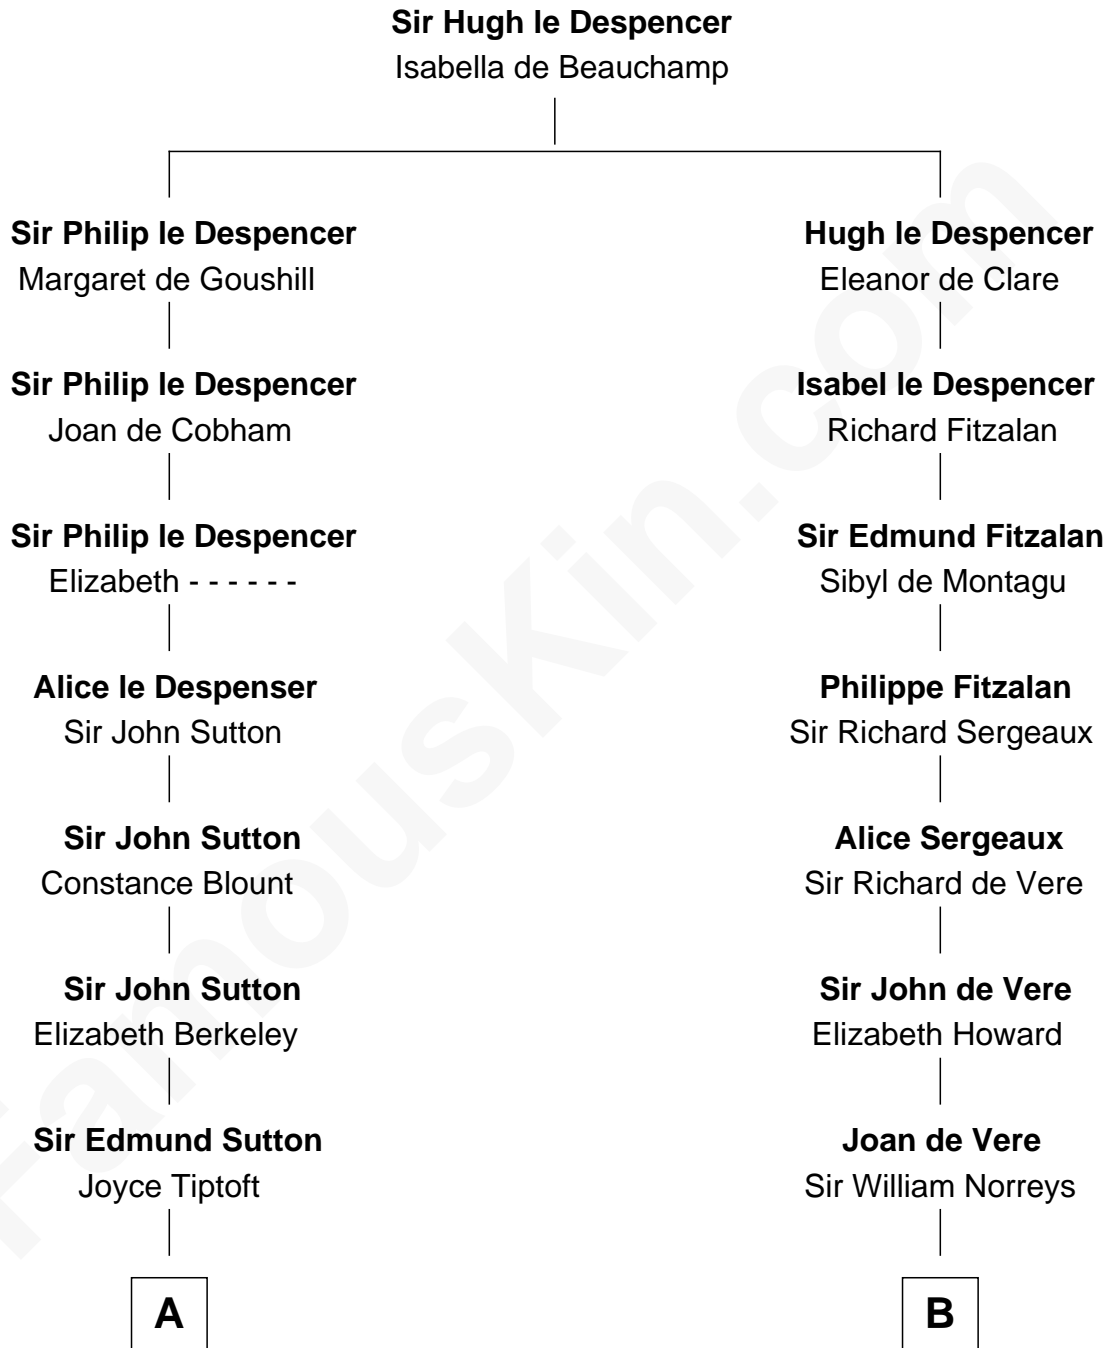 Sir Hugh le Despencer
Isabella de Beauchamp
Sir Philip le Despencer
Margaret de Goushill
Hugh le Despencer
Eleanor de Clare
Sir Philip le Despencer
Joan de Cobham
Isabel le Despencer
Richard Fitzalan
Sir Philip le Despencer
Elizabeth - - - - - -
Sir Edmund Fitzalan
Sibyl de Montagu
Alice le Despenser
Sir John Sutton
Philippe Fitzalan
Sir Richard Sergeaux
Sir John Sutton
Constance Blount
Alice Sergeaux
Sir Richard de Vere
Sir John Sutton
Elizabeth Berkeley
Sir John de Vere
Elizabeth Howard
Sir Edmund Sutton
Joyce Tiptoft
Joan de Vere
Sir William Norreys
A
B
FamousKin.com